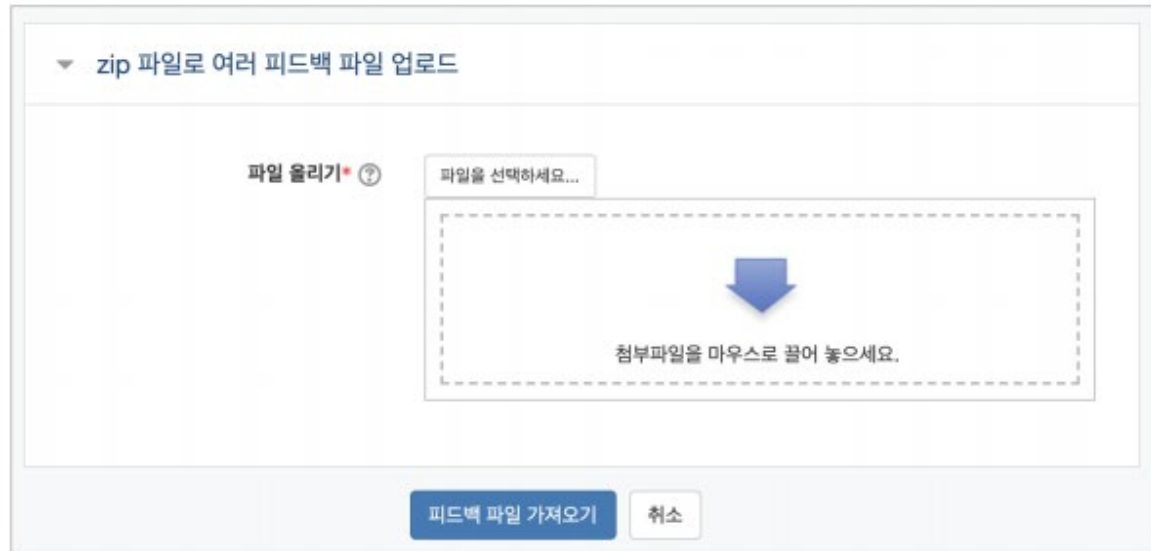 zip 파일로 여러 피드백 파일 업로드
파일 올리기* ?
파일을 선택하세요...
첨부파일을 마우스로 끌어 놓으세요.
피드백 파일 가져오기
취소